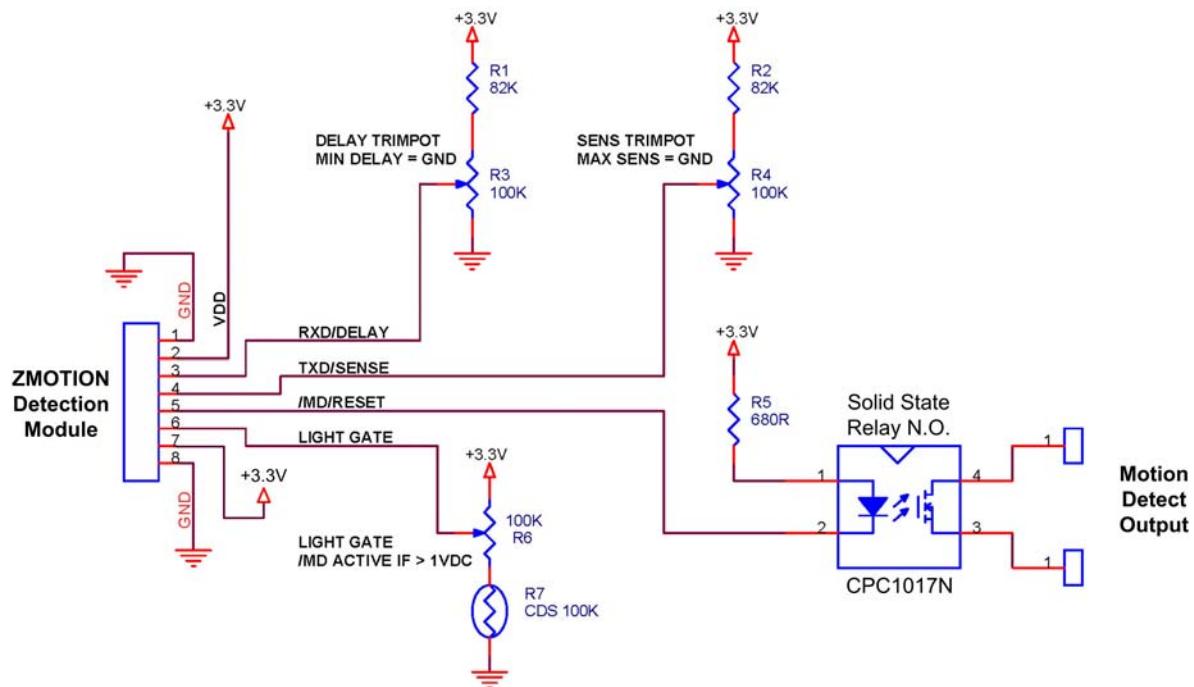 +3.3V
R1
82K
DELAY TRIMPOT
MIN DELAY = GND
R3
100K
+3.3V
R2
82K
SENS TRIMPOT
MAX SENS = GND
R4
100K
+3.3V
GND
VDD
ZMOTION
Detection
Module
1
2
3
4
5
6
7
8
RXD/DELAY
TXD/SENSE
/MD/RESET
LIGHT GATE
+3.3V
GND
+3.3V
100K
R6
LIGHT GATE
/MD ACTIVE IF > 1VDC
R7
CDS 100K
+3.3V
R5
680R
Solid State
Relay N.O.
1
2
4
3
CPC1017N
1
1
Motion
Detect
Output